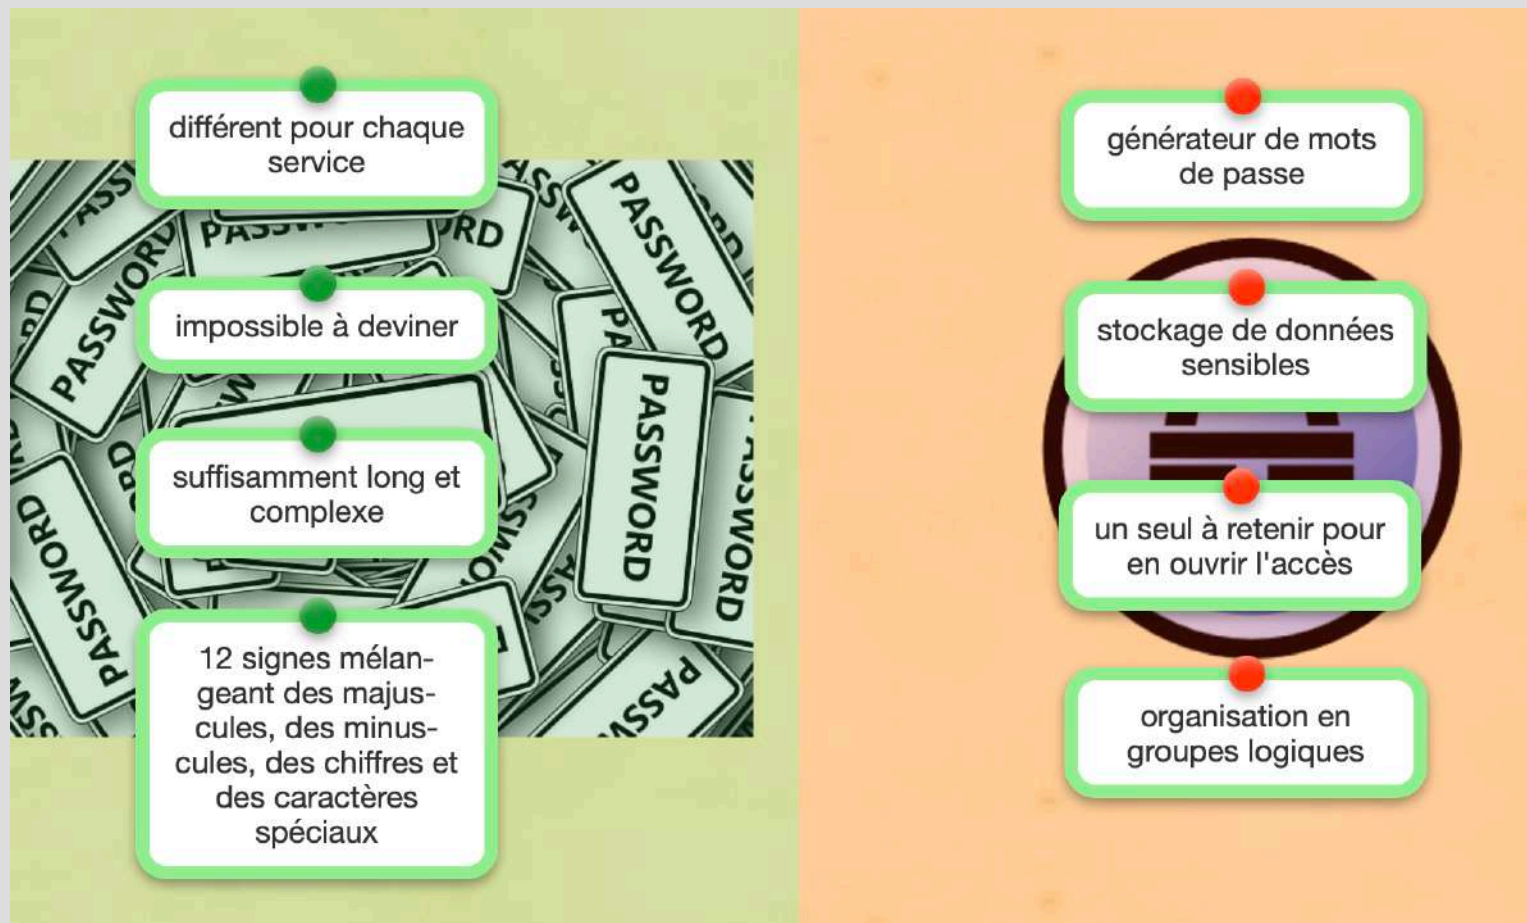 différent pour chaque
service
impossible à deviner
suffisamment long et
complexe
12 signes mélan-
geant des majus-
cules, des minus-
cules, des chiffres et
des caractères
spéciaux
PASSWORD
PASSWORD
PASSWORD
PASSWORD
PASSWORD
générateur de mots
de passe
stockage de données
sensibles
un seul à retenir pour
en ouvrir l'accès
organisation en
groupes logiques